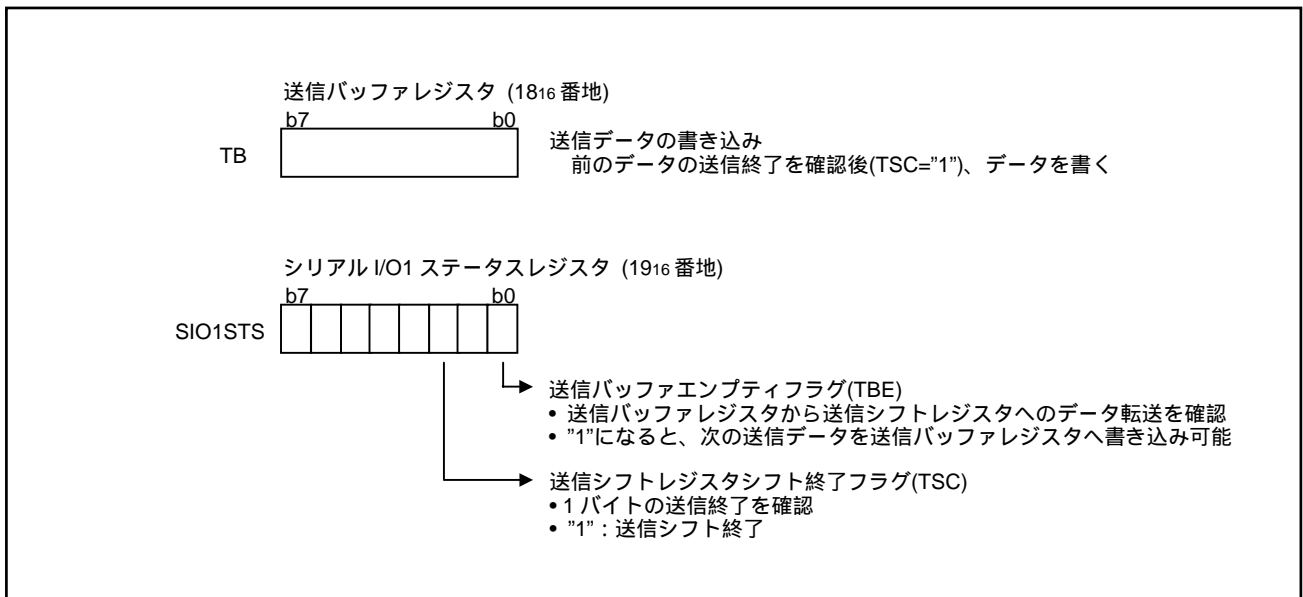 送信バッファレジスタ (1816 番地)
b7 b0
TB
送信データの書き込み
前のデータの送信終了を確認後(TSC="1")、データを書く
シリアル I/O1 ステータスレジスタ (1916 番地)
b7 b0
SIO1STS
送信バッファエンプティフラグ(TBE)
• 送信バッファレジスタから送信シフトレジスタへのデータ転送を確認
• "1"になると、次の送信データを送信バッファレジスタへ書き込み可能
送信シフトレジスタシフト終了フラグ(TSC)
• 1 バイトの送信終了を確認
• "1"：送信シフト終了